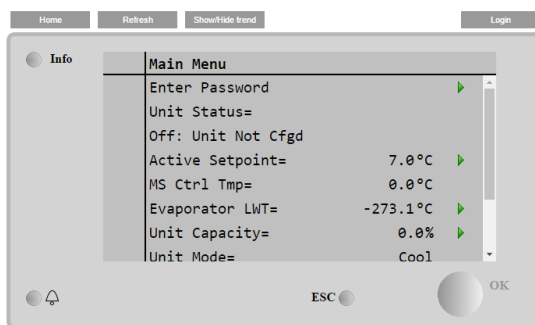 Home Refresh Show/Hide trend Login
Info
Main Menu
Enter Password
Unit Status=
Off: Unit Not Cfgd
Active Setpoint= 7.0°C
MS Ctrl Tmp= 0.0°C
Evaporator LWT= -273.1°C
Unit Capacity= 0.0%
Unit Mode= Cool
ESC
OK